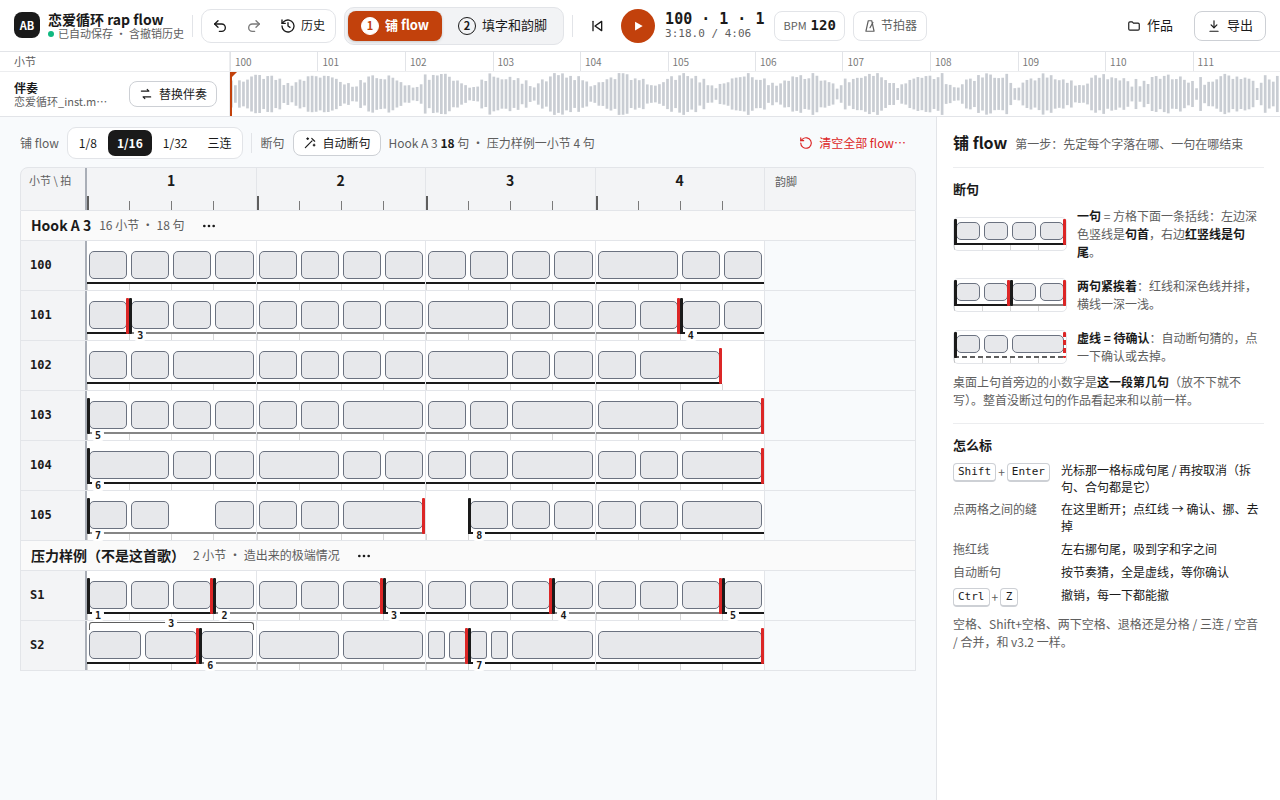 AB
恋爱循环 rap flow
已自动保存 · 含撤销历史
历史
1 铺 flow
2 填字和韵脚
100 · 1 · 1
3:18.0 / 4:06
BPM 120
节拍器
作品
导出
小节
100
101
102
103
104
105
106
107
108
109
110
111
伴奏
恋爱循环_inst.m…
替换伴奏
铺 flow
1/8
1/16
1/32
三连
断句
自动断句
Hook A 3 18 句 · 压力样例一小节 4 句
清空全部 flow…
小节 \ 拍
1
2
3
4
韵脚
Hook A 3
16 小节 · 18 句
100
101
3
4
102
103
5
104
6
105
7
8
压力样例（不是这首歌）
2 小节 · 造出来的极端情况
S1
1
2
3
4
5
3
S2
6
7
铺 flow
第一步：先定每个字落在哪、一句在哪结束
断句
一句 = 方格下面一条括线：左边深
色竖线是句首，右边红竖线是句
尾。
两句紧挨着：红线和深色线并排，
横线一深一浅。
虚线 = 待确认：自动断句猜的，点
一下确认或去掉。
桌面上句首旁边的小数字是这一段第几句（放不下就不
写）。整首没断过句的作品看起来和以前一样。
怎么标
Shift + Enter
光标那一格标成句尾 / 再按取消（拆
句、合句都是它）
点两格之间的缝
在这里断开；点红线 → 确认、挪、去
掉
拖红线
左右挪句尾，吸到字和字之间
自动断句
按节奏猜，全是虚线，等你确认
Ctrl + Z
撤销，每一下都能撤
空格、Shift+空格、两下空格、退格还是分格 / 三连 / 空音
/ 合并，和 v3.2 一样。